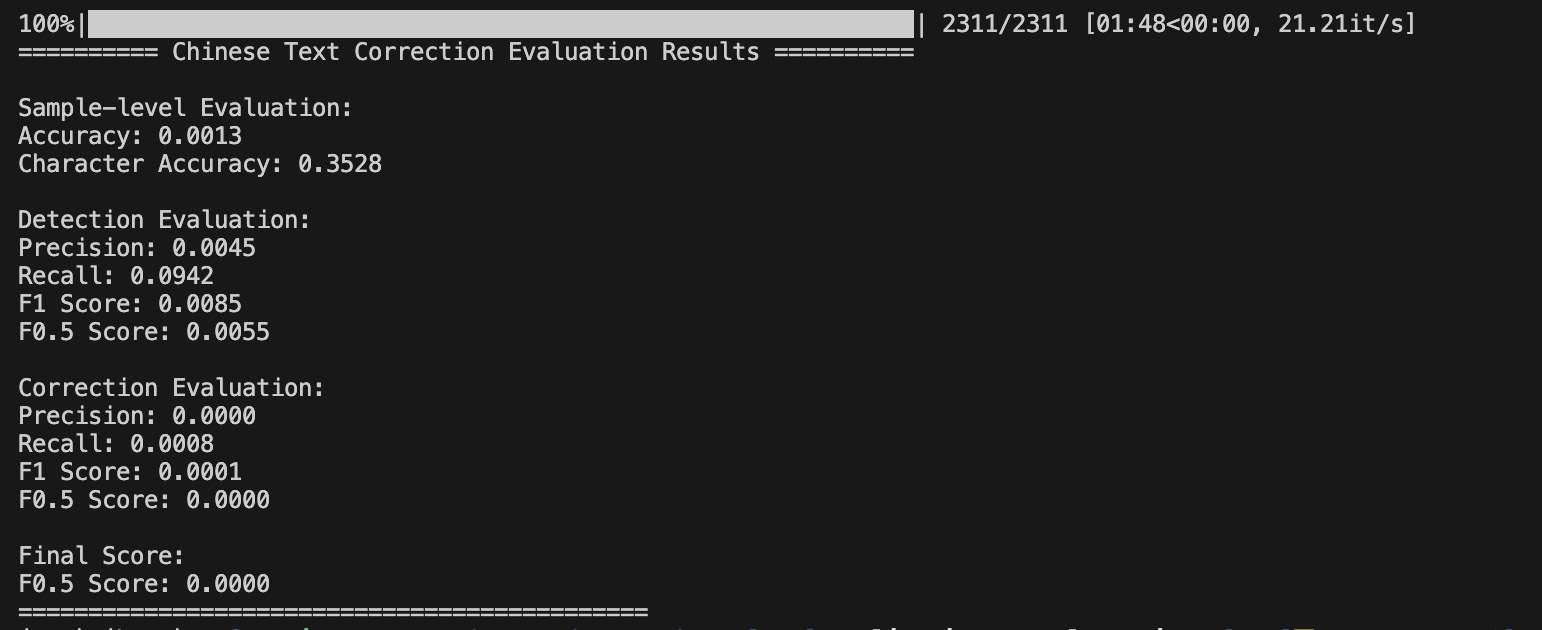 100%|| 2311/2311 [01:48<00:00, 21.21it/s]
========== Chinese Text Correction Evaluation Results ==========
Sample-level Evaluation:
Accuracy: 0.0013
Character Accuracy: 0.3528
Detection Evaluation:
Precision: 0.0045
Recall: 0.0942
F1 Score: 0.0085
F0.5 Score: 0.0055
Correction Evaluation:
Precision: 0.0000
Recall: 0.0008
F1 Score: 0.0001
F0.5 Score: 0.0000
Final Score:
F0.5 Score: 0.0000
=============================================